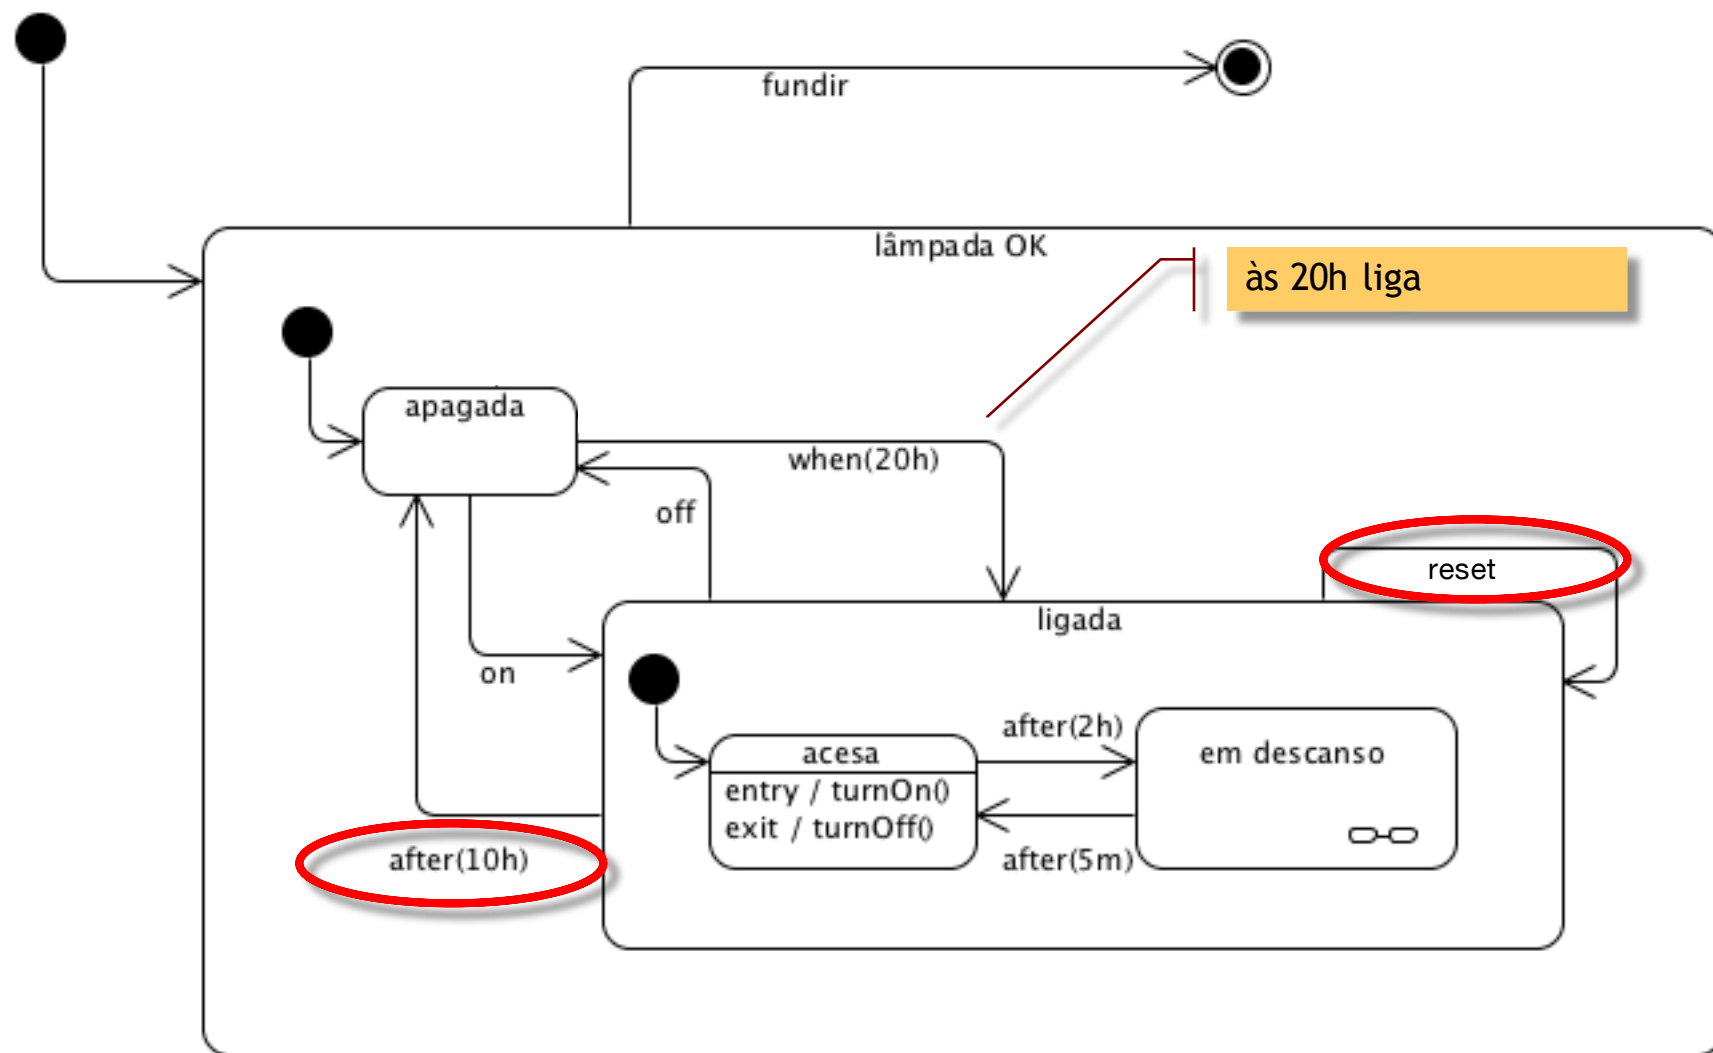 fundir
lâmpada OK
às 20h liga
apagada
when(20h)
off
reset
ligada
on
after(2h)
acesa
em descanso
entry / turnOn()
exit / turnOff()
after(10h)
after(5m)